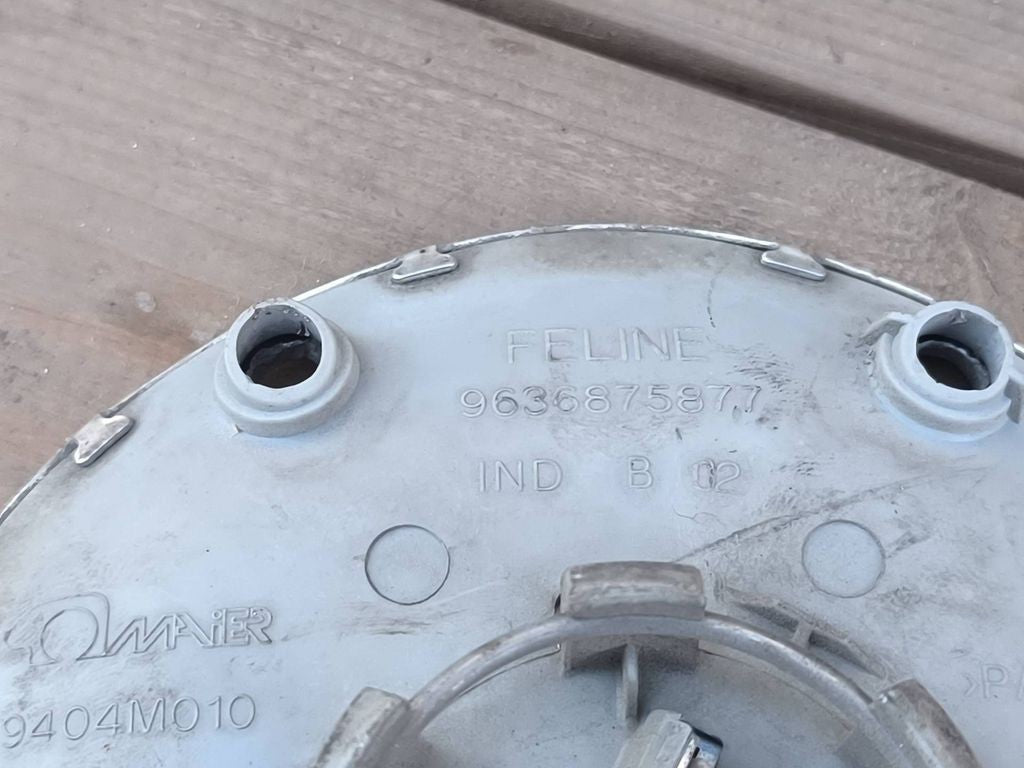 FELINE
9636875877
IND B 02
MAIER
9404M010
>P